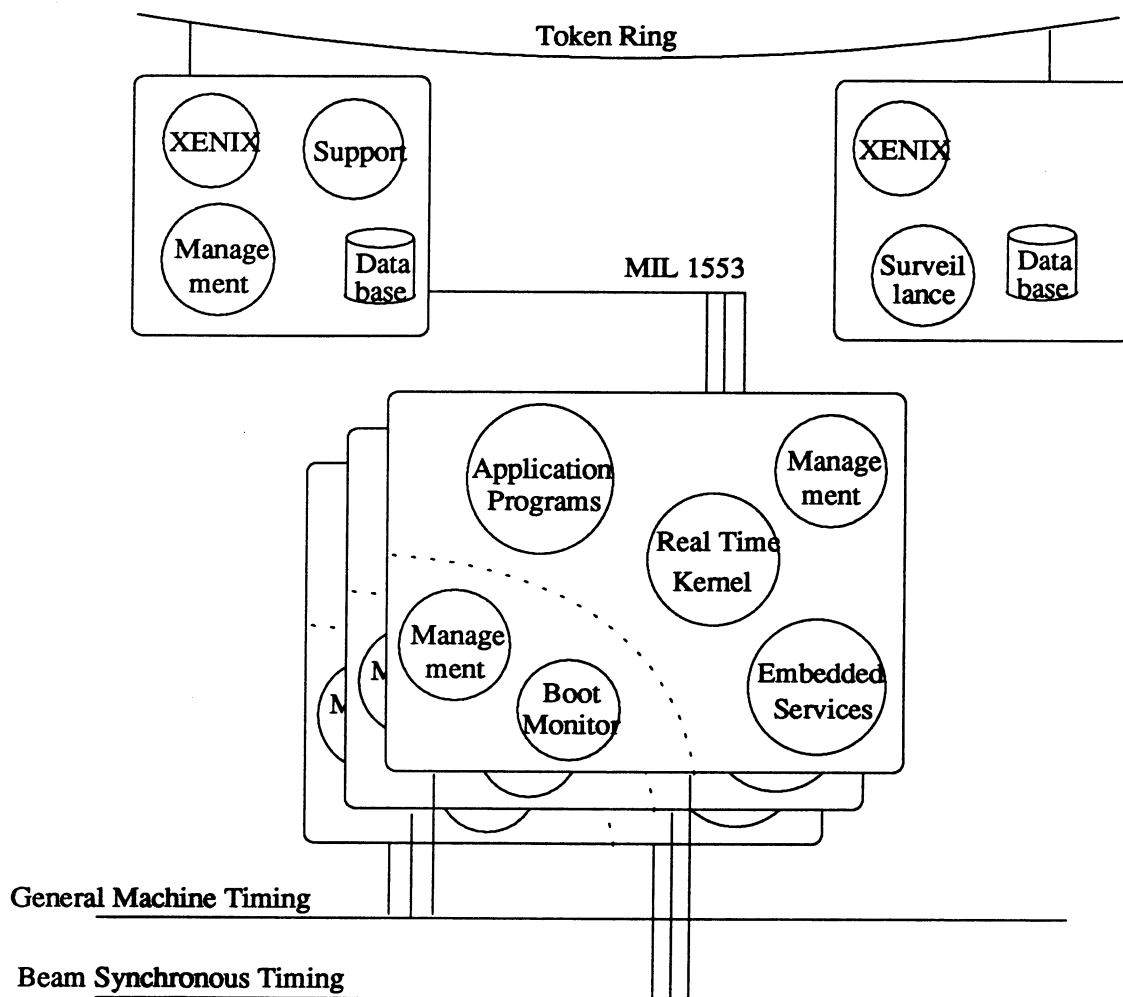 Token Ring
XENIX
Support
Manage
ment
Data
base
XENIX
Surveil
lance
Data
base
MIL 1553
Application
Programs
Manage
ment
Real Time
Kernel
Manage
ment
Boot
Monitor
Embedded
Services
M
M
General Machine Timing
Beam Synchronous Timing